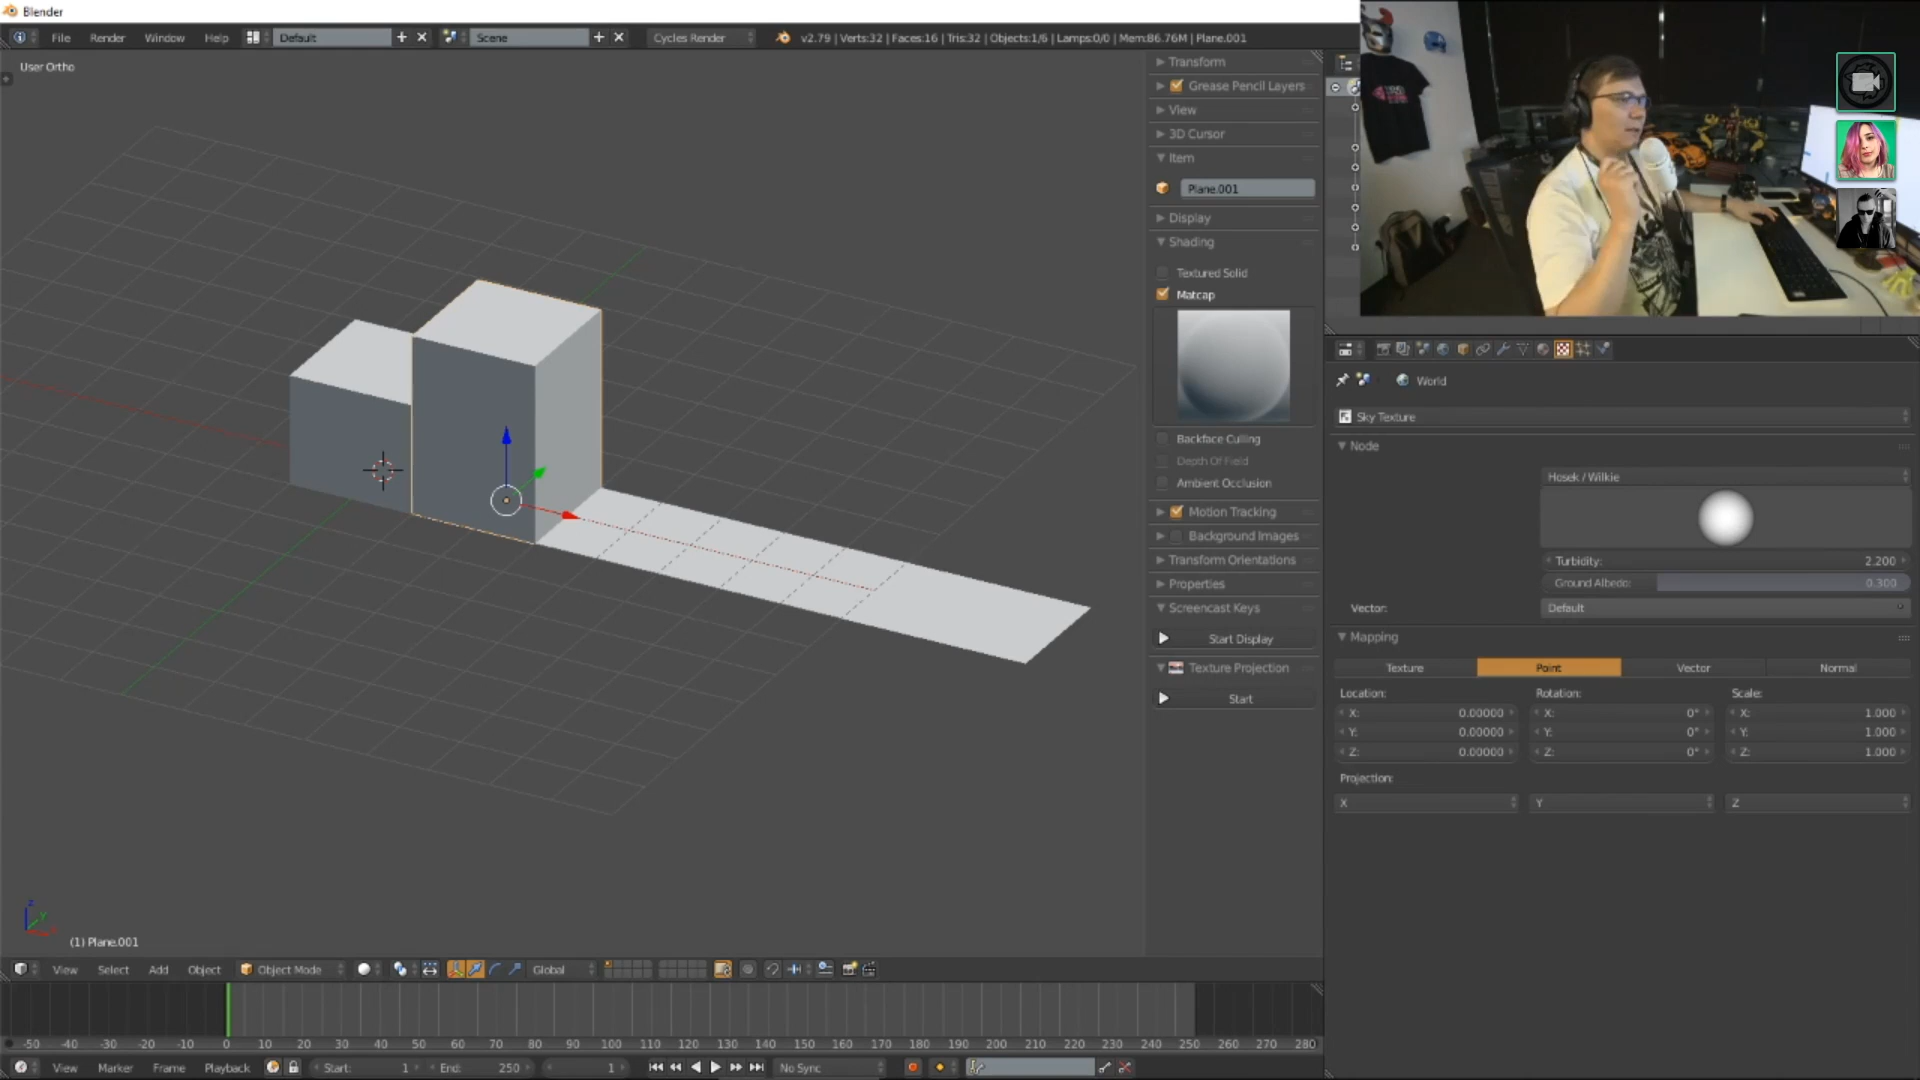 Blender
File Render Window Help Default Scene Cycles Render v2.79 | Verts:32 | Faces:16 | Tris:32 | Objects:1/6 | Lamps:0/0 | Mem:86.76M | Plane.001
User Ortho
Transform
Grease Pencil Layers
View
3D Cursor
Item
Plane.001
Display
Shading
Textured Solid
Matcap
Backface Culling
Depth Of Field
Ambient Occlusion
Motion Tracking
Background Images
Transform Orientations
Properties
Screencast Keys
Start Display
Texture Projection
Start
World
Sky Texture
Node
Hosek / Wilkie
Turbidity: 2.200
Ground Albedo: 0.300
Vector: Default
Mapping
Texture Point Vector Normal
Location: Rotation: Scale:
X: 0.00000 X: 0° X: 1.000
Y: 0.00000 Y: 0° Y: 1.000
Z: 0.00000 Z: 0° Z: 1.000
Projection:
X Y Z
z
y
(1) Plane.001
View Select Add Object Object Mode Global
-50 -40 -30 -20 -10 0 10 20 30 40 50 60 70 80 90 100 110 120 130 140 150 160 170 180 190 200 210 220 230 240 250 260 270 280
View Marker Frame Playback Start: 1 End: 250 1 No Sync